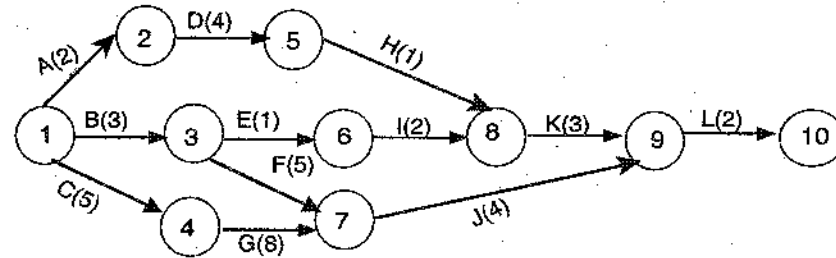 2 D(4) 5
A(2) H(1)
1 B(3) 3 E(1) 6 I(2) 8 K(3) 9 L(2) 10
C(5) F(5)
4 G(8) 7 J(4)